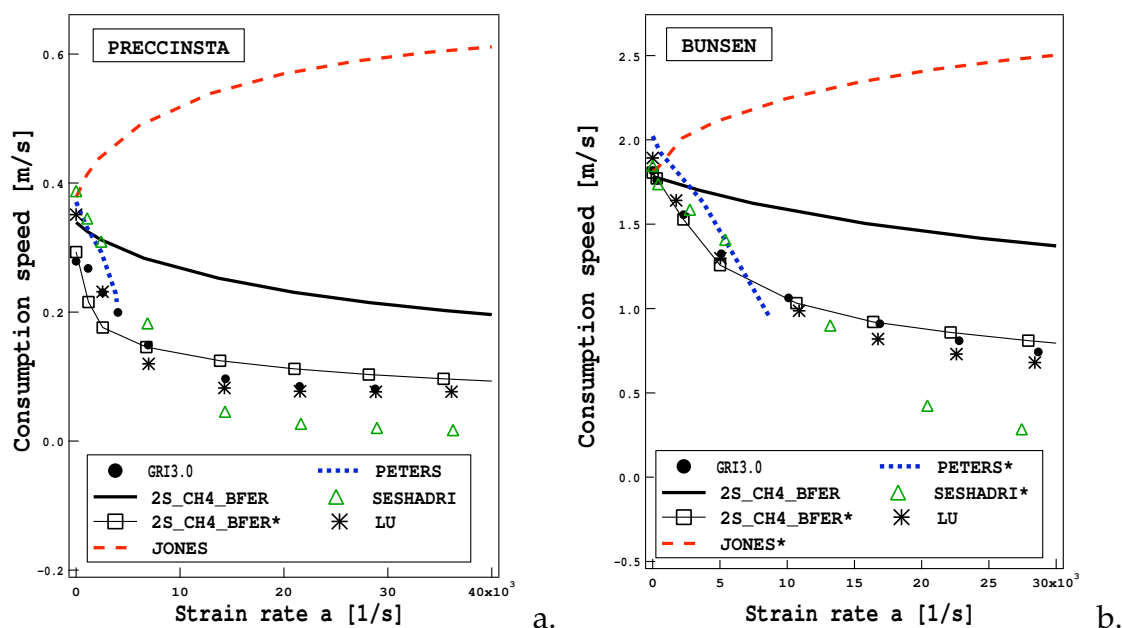 PRECCINSTA
Consumption speed [m/s]
0.6
0.4
0.2
0.0
-0.2
GRI3.0
2S_CH4_BFER
2S_CH4_BFER*
JONES
PETERS
SESHADRI
LU
0 10 20 30 40x10³
Strain rate a [1/s]
a.
BUNSEN
Consumption speed [m/s]
2.5
2.0
1.5
1.0
0.5
0.0
-0.5
GRI3.0
2S_CH4_BFER
2S_CH4_BFER*
JONES*
PETERS*
SESHADRI*
LU
0 5 10 15 20 25 30x10³
Strain rate a [1/s]
b.